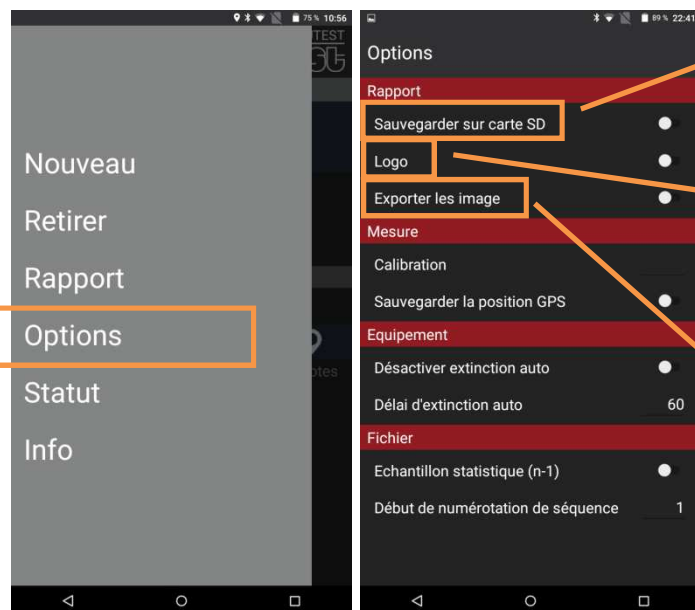 75 % 10:56
TEST
st
Nouveau
Retirer
Rapport
Options
Statut
Info
otes
89 % 22:41
Options
Rapport
Sauvegarder sur carte SD
Logo
Exporter les image
Mesure
Calibration
Sauvegarder la position GPS
Equipement
Désactiver extinction auto
Délai d'extinction auto 60
Fichier
Echantillon statistique (n-1)
Début de numérotation de séquence 1